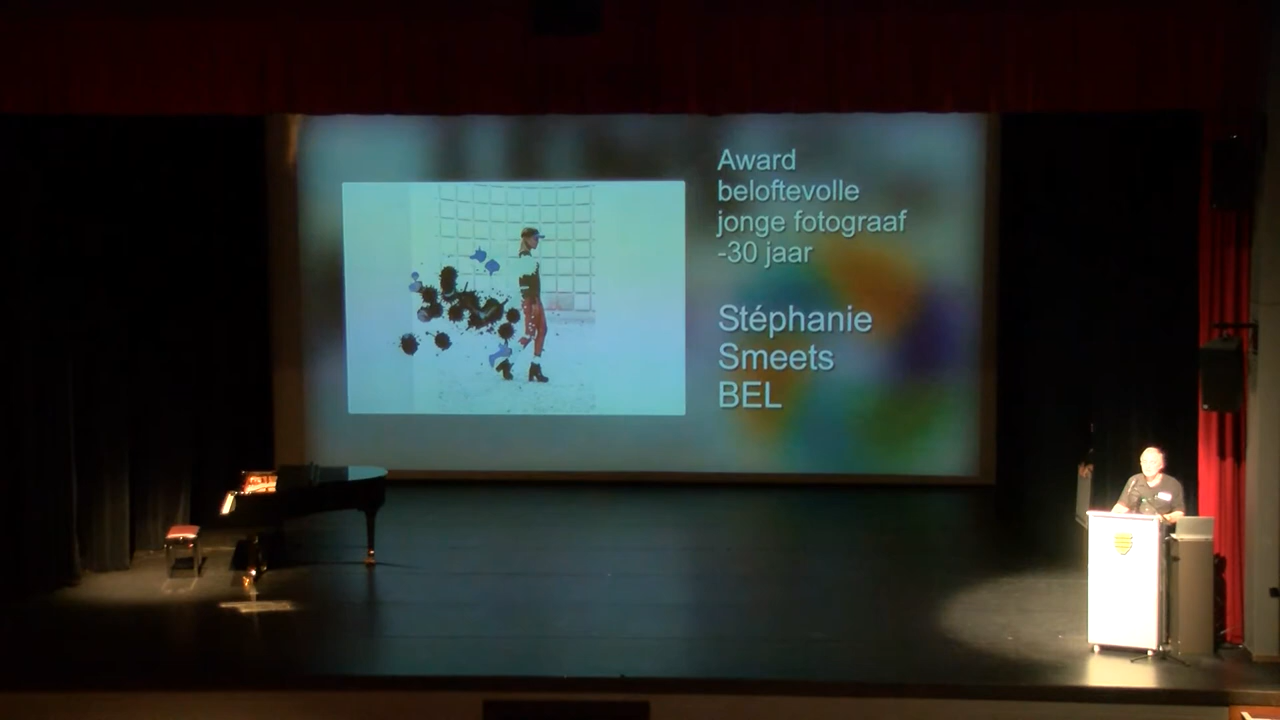 Award
beloftevolle
jonge fotograaf
-30 jaar
Stéphanie
Smeets
BEL